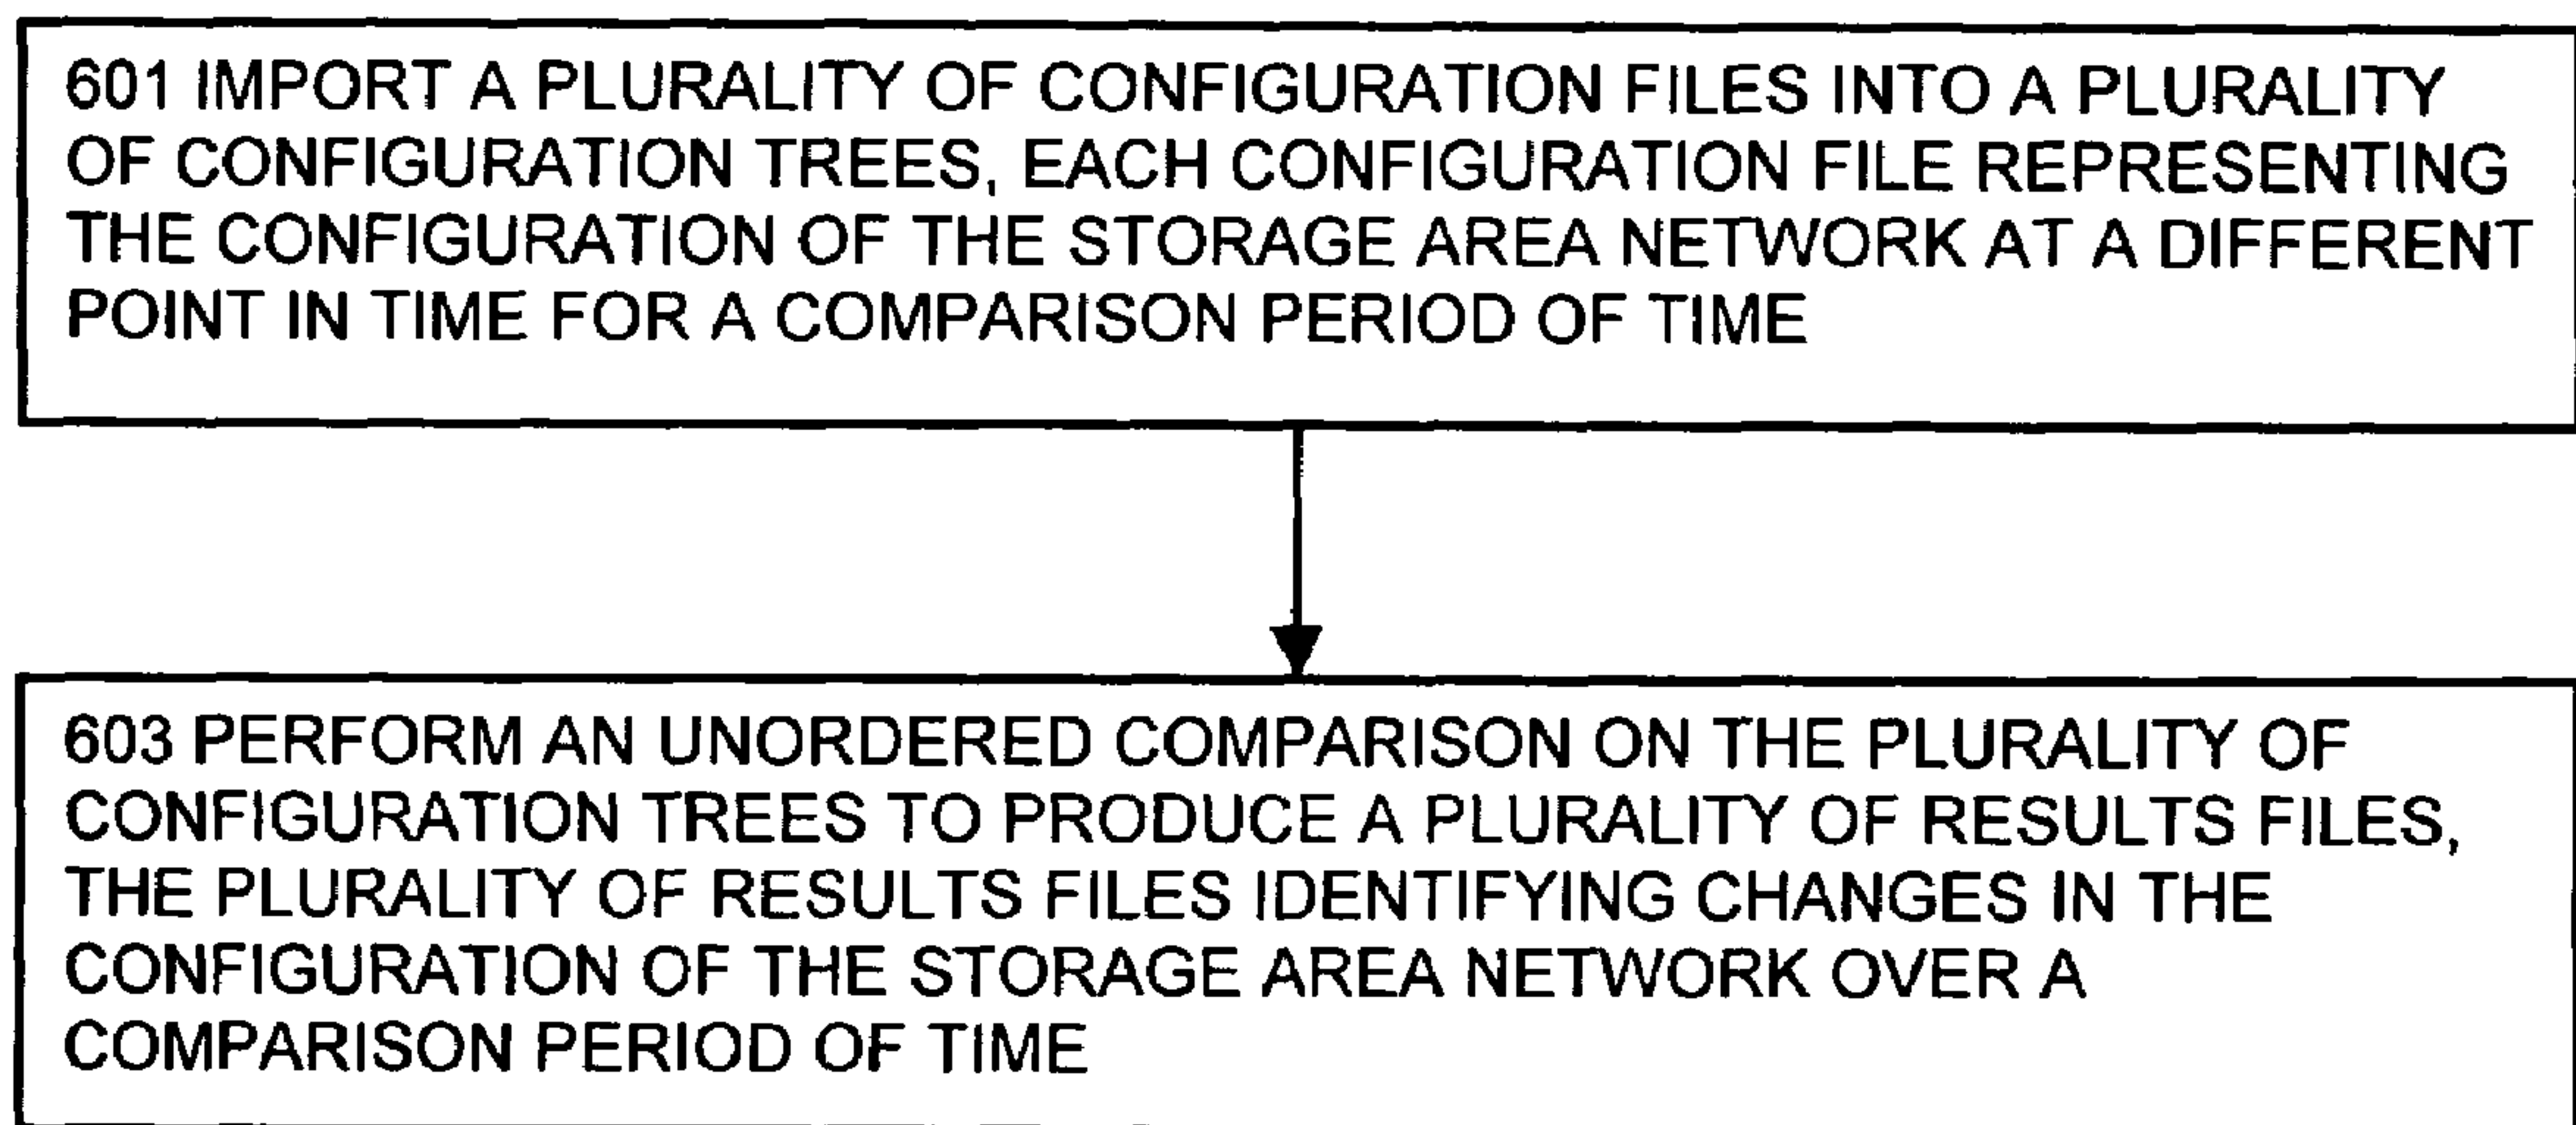 601 IMPORT A PLURALITY OF CONFIGURATION FILES INTO A PLURALITY
OF CONFIGURATION TREES, EACH CONFIGURATION FILE REPRESENTING
THE CONFIGURATION OF THE STORAGE AREA NETWORK AT A DIFFERENT
POINT IN TIME FOR A COMPARISON PERIOD OF TIME
603 PERFORM AN UNORDERED COMPARISON ON THE PLURALITY OF
CONFIGURATION TREES TO PRODUCE A PLURALITY OF RESULTS FILES,
THE PLURALITY OF RESULTS FILES IDENTIFYING CHANGES IN THE
CONFIGURATION OF THE STORAGE AREA NETWORK OVER A
COMPARISON PERIOD OF TIME